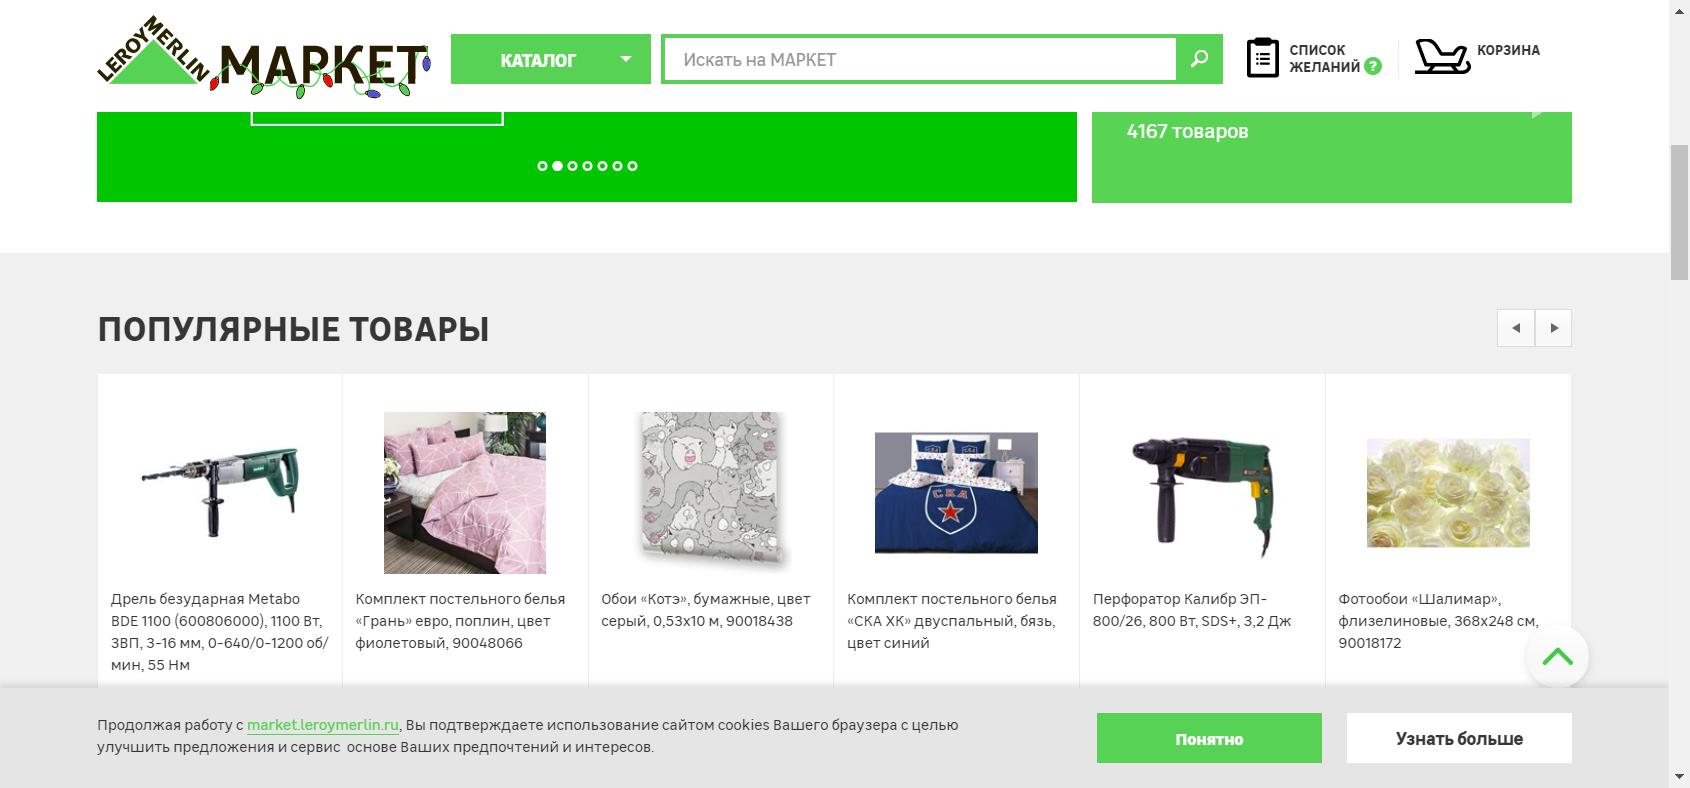 LEROY MERLIN МАРКЕТ
КАТАЛОГ
Искать на МАРКЕТ
СПИСОК
ЖЕЛАНИЙ ?
КОРЗИНА
4167 товаров
ПОПУЛЯРНЫЕ ТОВАРЫ
СКА
Дрель безударная Metabo
BDE 1100 (600806000), 1100 Вт,
ЗВП, 3-16 мм, 0-640/0-1200 об/
мин, 55 Нм
Комплект постельного белья
«Грань» евро, поплин, цвет
фиолетовый, 90048066
Обои «Котэ», бумажные, цвет
серый, 0,53х10 м, 90018438
Комплект постельного белья
«СКА ХК» двуспальный, бязь,
цвет синий
Перфоратор Калибр ЭП-
800/26, 800 Вт, SDS+, 3,2 Дж
Фотообои «Шалимар»,
флизелиновые, 368х248 см,
90018172
Продолжая работу с market.leroymerlin.ru, Вы подтверждаете использование сайтом cookies Вашего браузера с целью
улучшить предложения и сервис основе Ваших предпочтений и интересов.
Понятно
Узнать больше